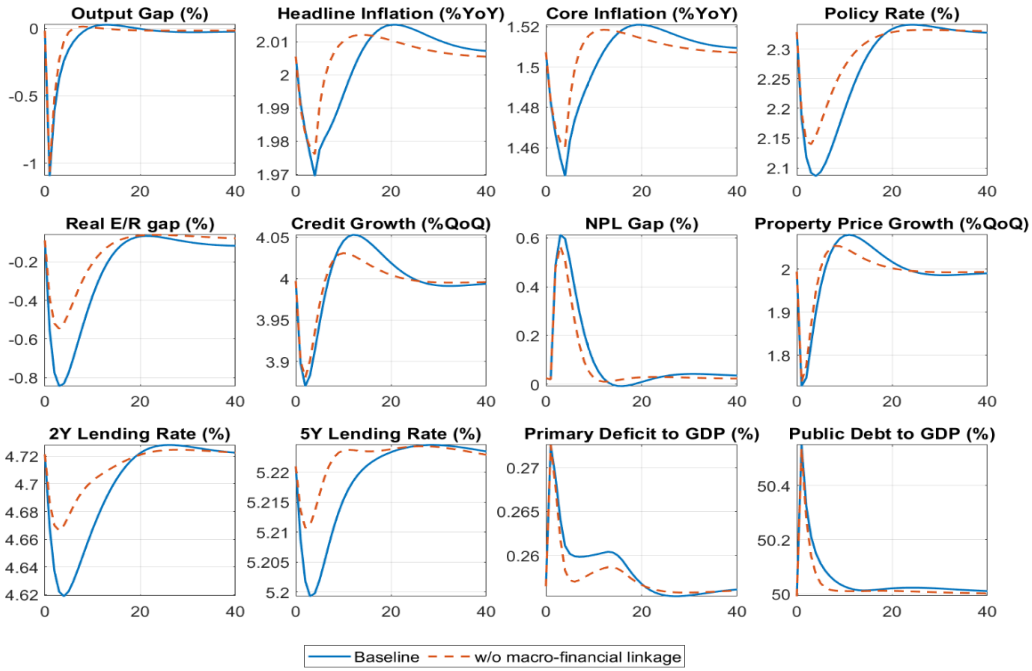 Output Gap (%)
0
-0.5
-1
0 20 40
Headline Inflation (%YoY)
2.01
2
1.99
1.98
1.97
0 20 40
Core Inflation (%YoY)
1.52
1.5
1.48
1.46
0 20 40
Policy Rate (%)
2.3
2.25
2.2
2.15
2.1
0 20 40
Real E/R gap (%)
-0.2
-0.4
-0.6
-0.8
0 20 40
Credit Growth (%QoQ)
4.05
4
3.95
3.9
0 20 40
NPL Gap (%)
0.6
0.4
0.2
0
0 20 40
Property Price Growth (%QoQ)
2
1.9
1.8
0 20 40
2Y Lending Rate (%)
4.72
4.7
4.68
4.66
4.64
4.62
0 20 40
5Y Lending Rate (%)
5.22
5.215
5.21
5.205
5.2
0 20 40
Primary Deficit to GDP (%)
0.27
0.265
0.26
0 20 40
Public Debt to GDP (%)
50.4
50.2
50
0 20 40
Baseline w/o macro-financial linkage